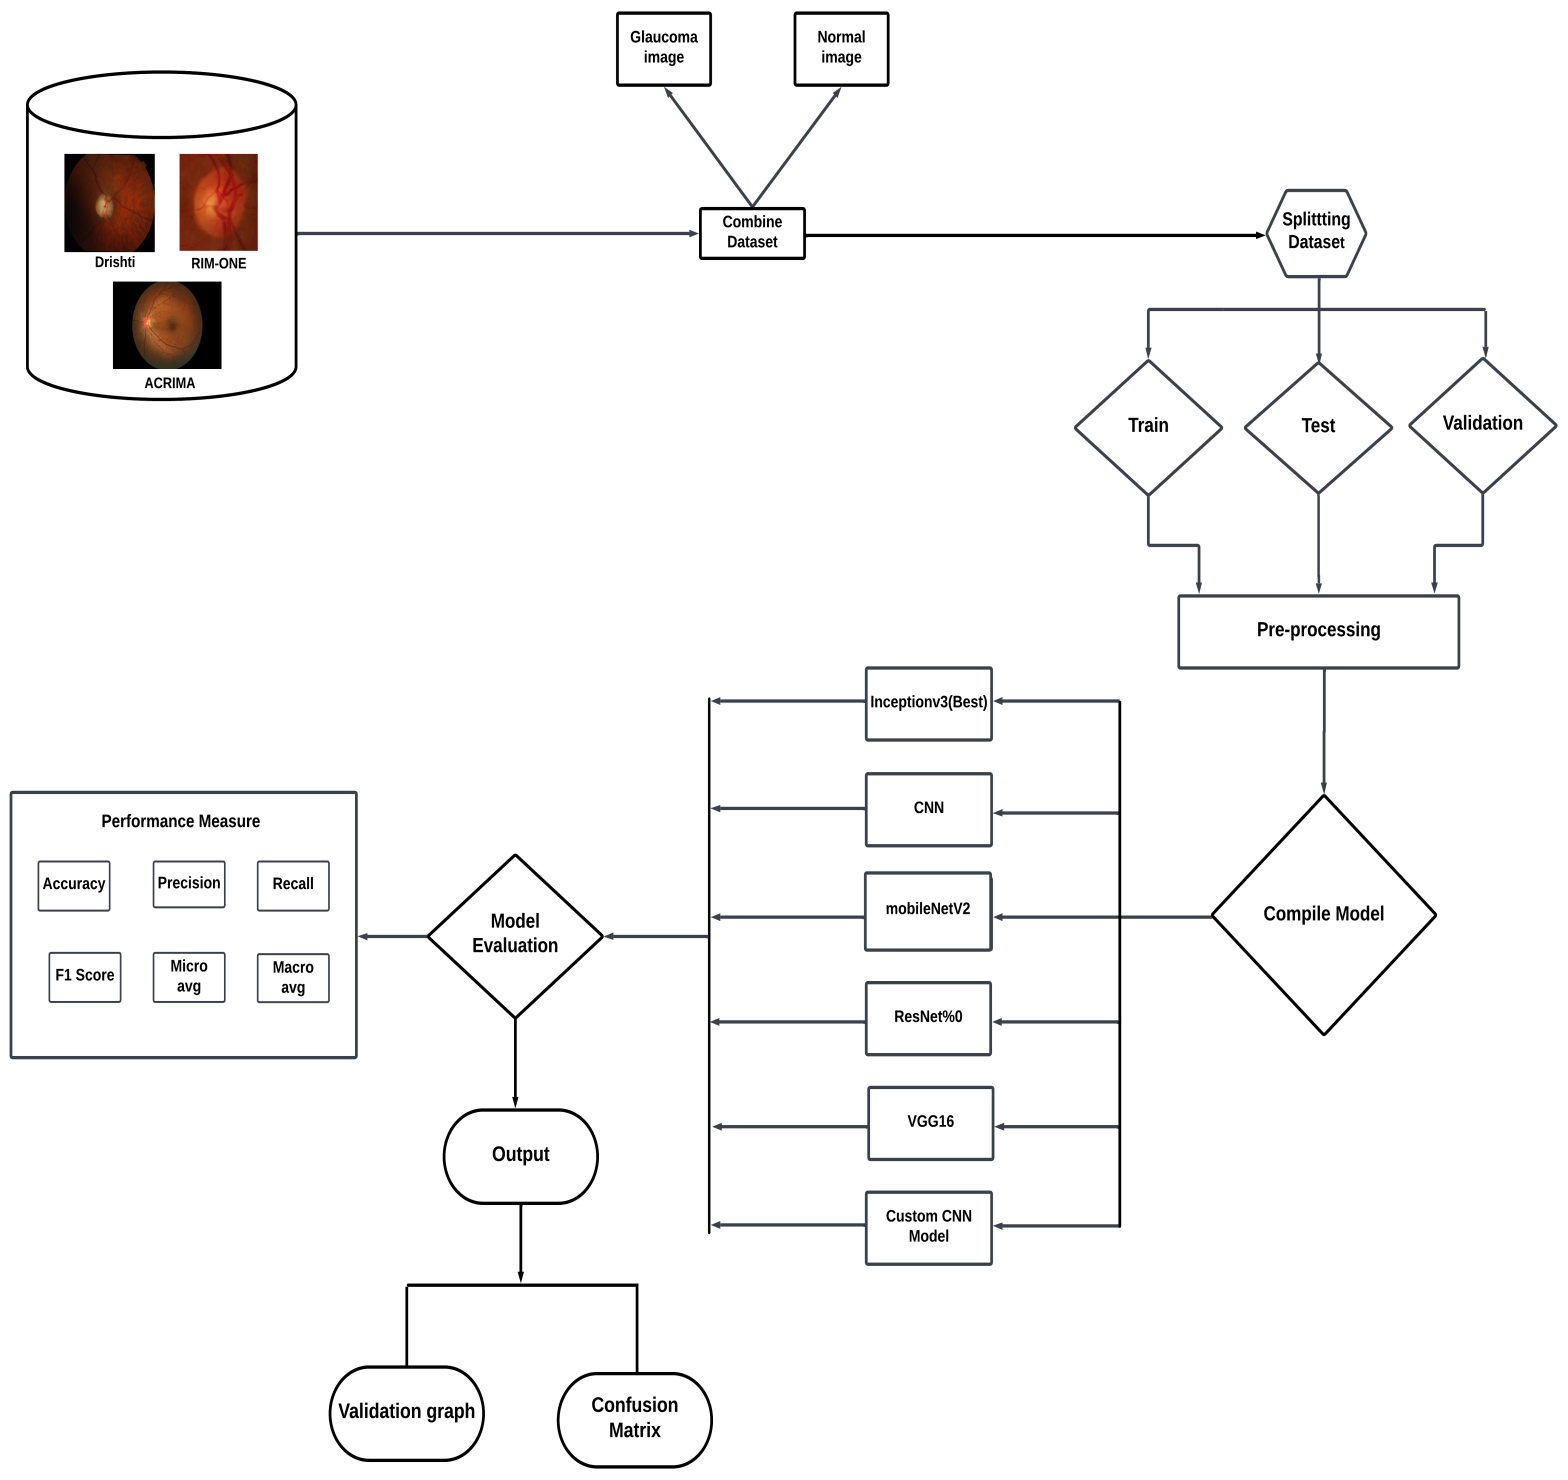 Glaucoma
image
Normal
image
Drishti
RIM-ONE
ACRIMA
Combine
Dataset
Splittting
Dataset
Train
Test
Validation
Pre-processing
Compile Model
Inceptionv3(Best)
CNN
mobileNetV2
ResNet%0
VGG16
Custom CNN
Model
Model
Evaluation
Performance Measure
Accuracy
Precision
Recall
F1 Score
Micro
avg
Macro
avg
Output
Validation graph
Confusion
Matrix